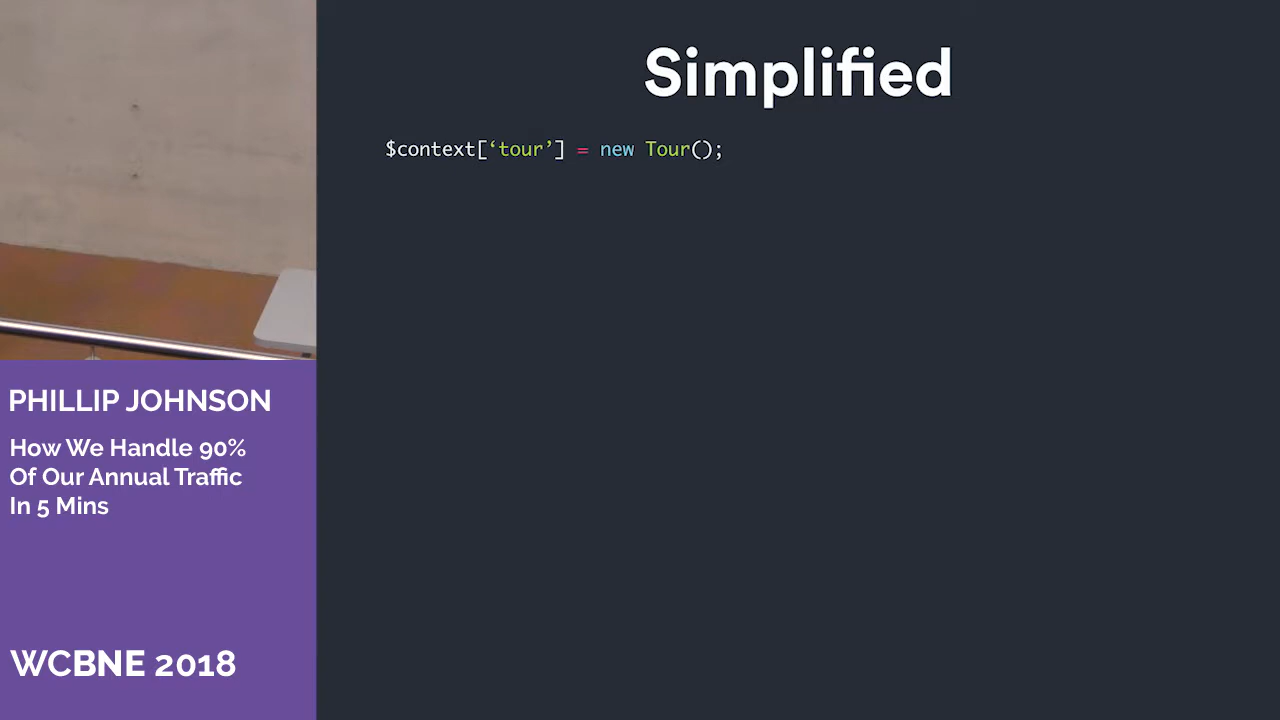 Simplified
$context[‘tour’] = new Tour();
PHILLIP JOHNSON
How We Handle 90%
Of Our Annual Traffic
In 5 Mins
WCBNE 2018